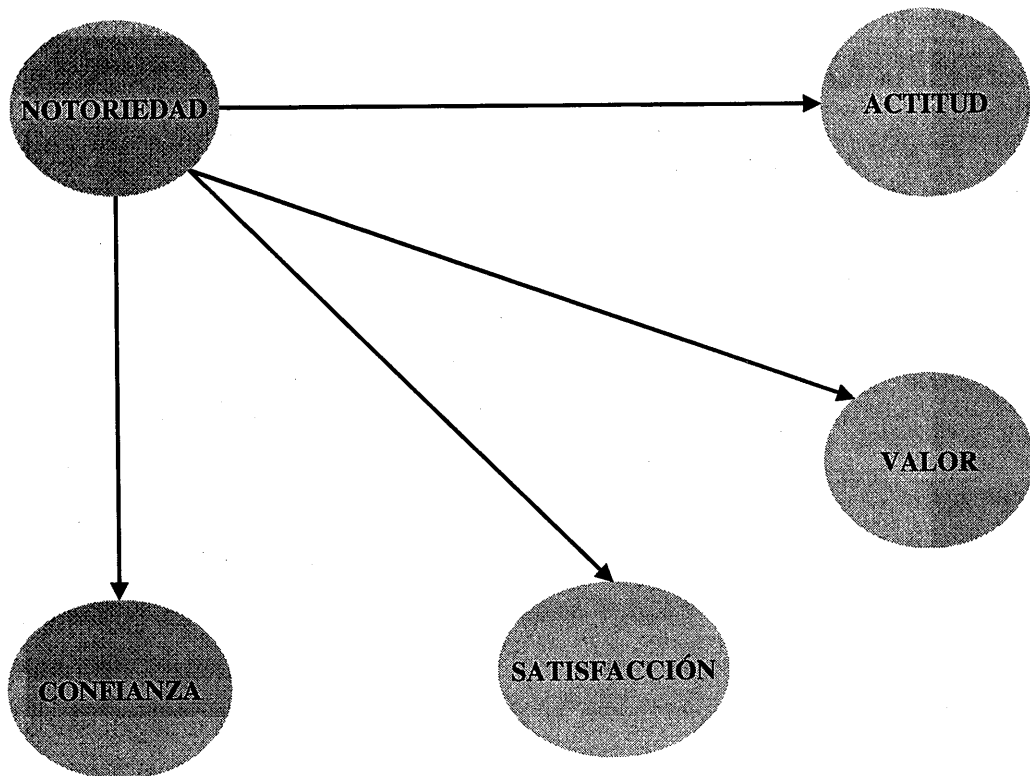 NOTORIEDAD
ACTITUD
VALOR
SATISFACCIÓN
CONFIANZA